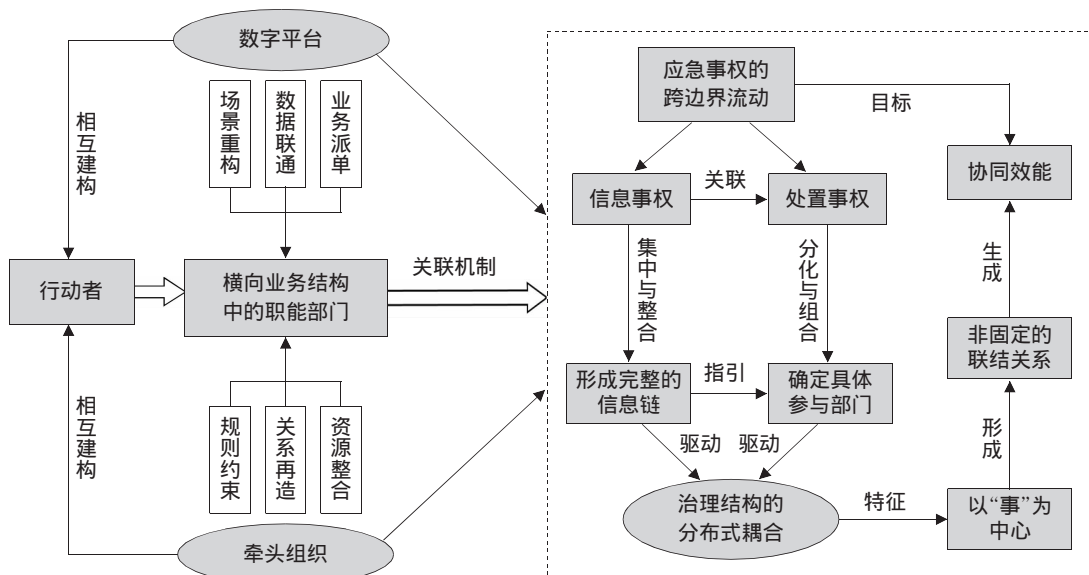 数字平台
场景重构
数据联通
业务派单
相互建构
行动者
横向业务结构
中的职能部门
关联机制
相互建构
规则约束
关系再造
资源整合
牵头组织
应急事权的
跨边界流动
目标
协同效能
信息事权
关联
处置事权
集中与整合
分化与组合
生成
形成完整的
信息链
指引
确定具体
参与部门
非固定的
联结关系
驱动
驱动
形成
治理结构的
分布式耦合
特征
以“事”为
中心